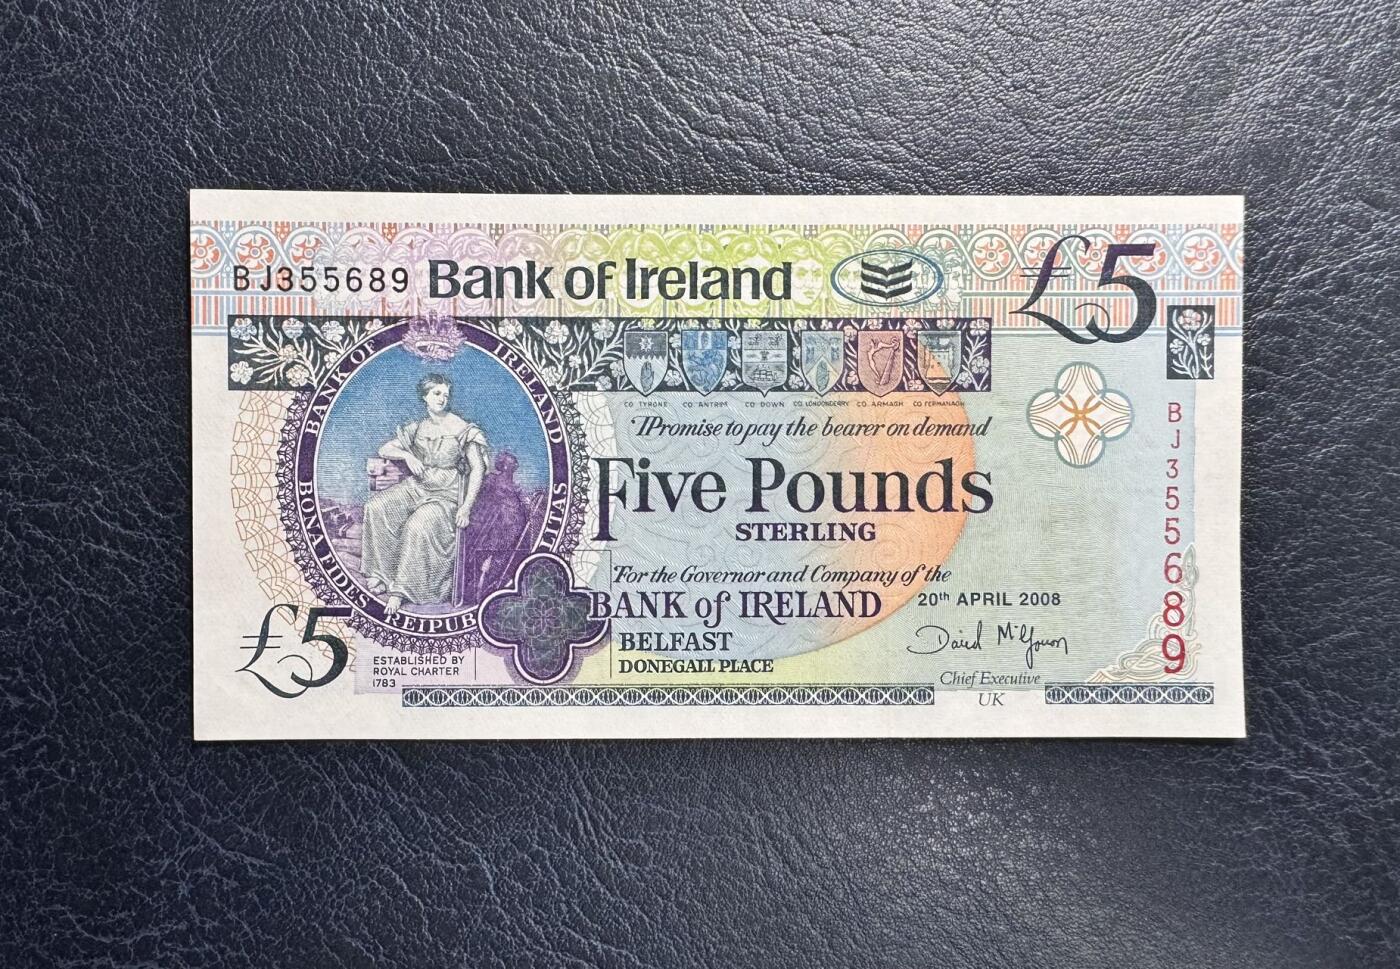 BJ355689 Bank of Ireland £5
BANK OF IRELAND
BONA FIDES REIPUBLITAS
CO TYRONE CO ANTRIM CO DOWN CO LONDONDERRY CO ARMAGH CO FERMANAGH
I Promise to pay the bearer on demand
Five Pounds
STERLING
For the Governor and Company of the
BANK of IRELAND
BELFAST
DONEGALL PLACE
20th APRIL 2008
Chief Executive
UK
£5
ESTABLISHED BY
ROYAL CHARTER
1783
BJ355689